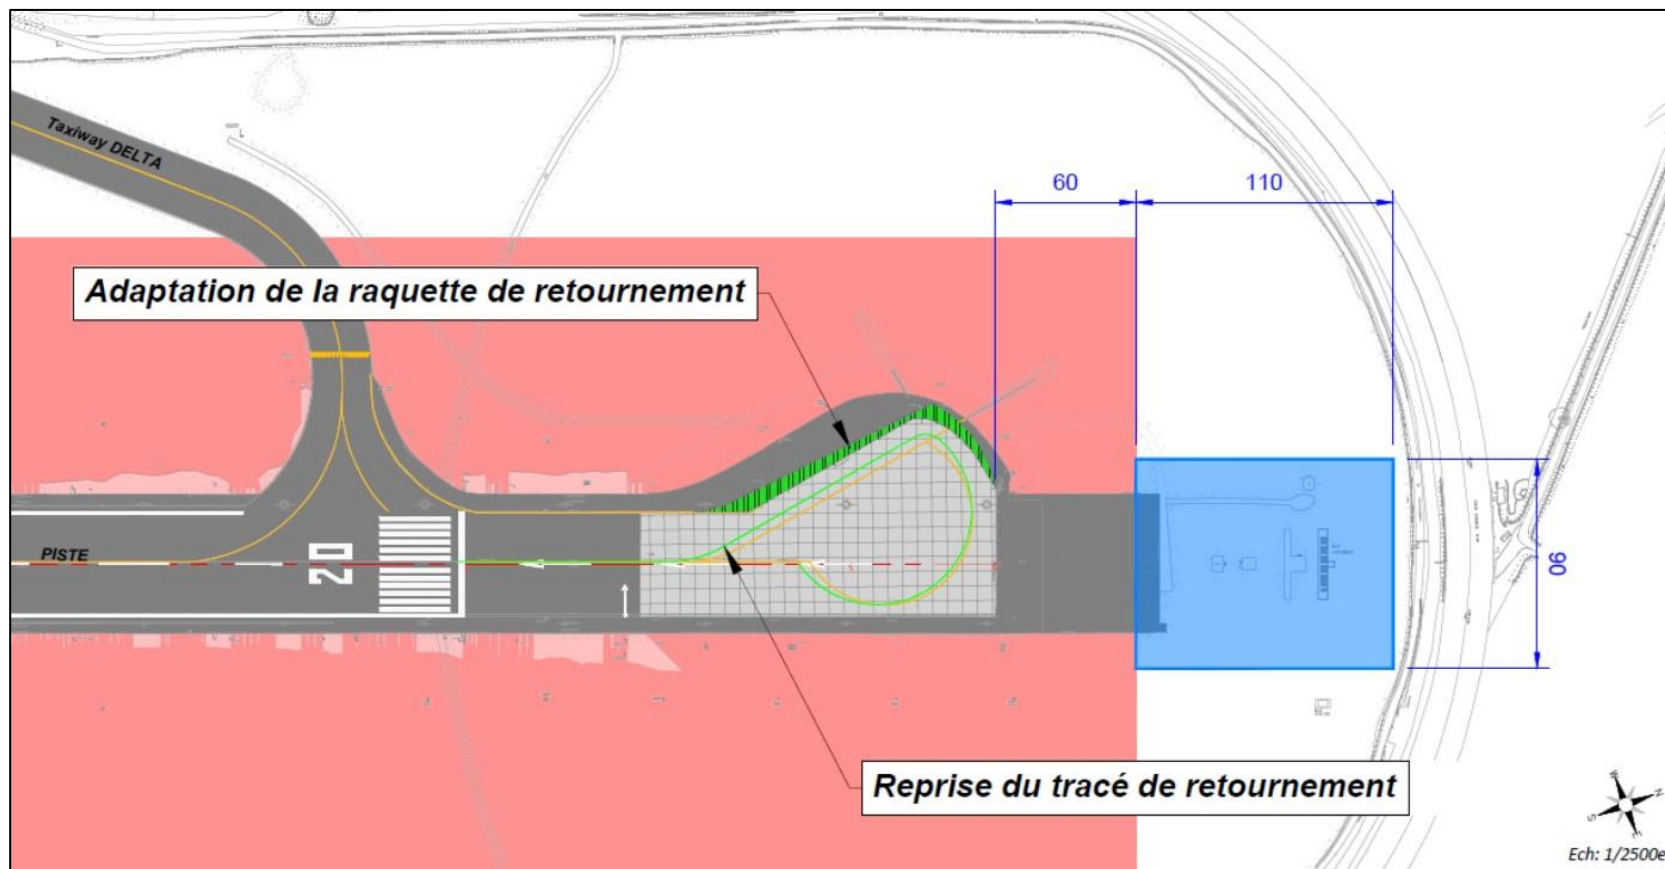 Taxiway DELTA
60
110
Adaptation de la raquette de retournement
PISTE
20
90
Reprise du tracé de retournement
W
N
S
E
Ech: 1/2500e